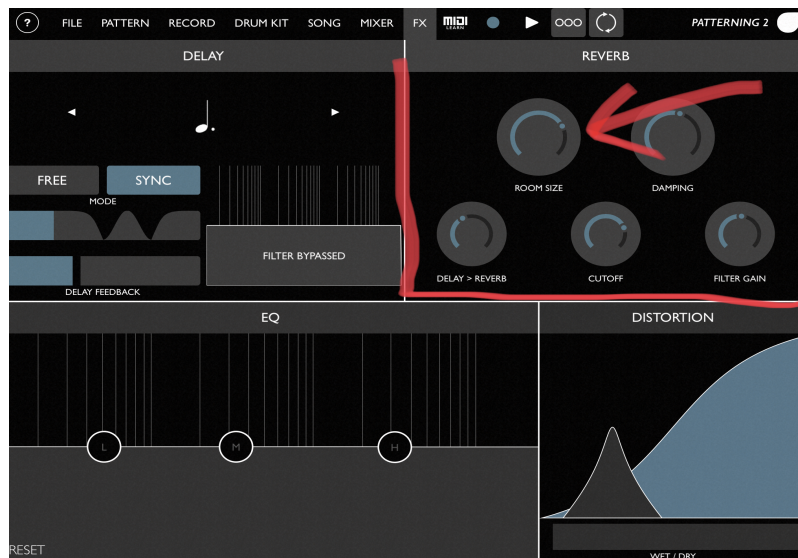 ? FILE PATTERN RECORD DRUM KIT SONG MIXER FX MIDI LEARN PATTERNING 2
DELAY
FREE SYNC
MODE
FILTER BYPASSED
DELAY FEEDBACK
REVERB
ROOM SIZE DAMPING
DELAY > REVERB CUTOFF FILTER GAIN
EQ
L M H
RESET
DISTORTION
WET / DRY